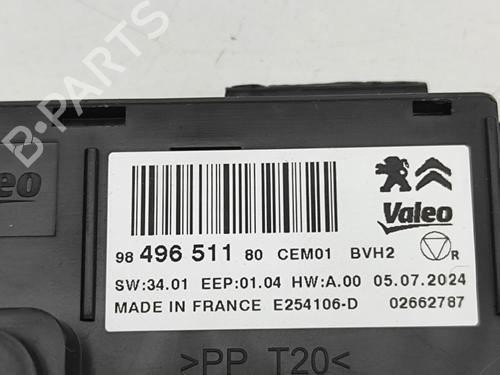 B-PARTS
Valeo
Valeo
98 496 511 80 CEM01 BVH2 R
SW:34.01 EEP:01.04 HW:A.00 05.07.2024
MADE IN FRANCE E254106-D 02662787
>PP T20<